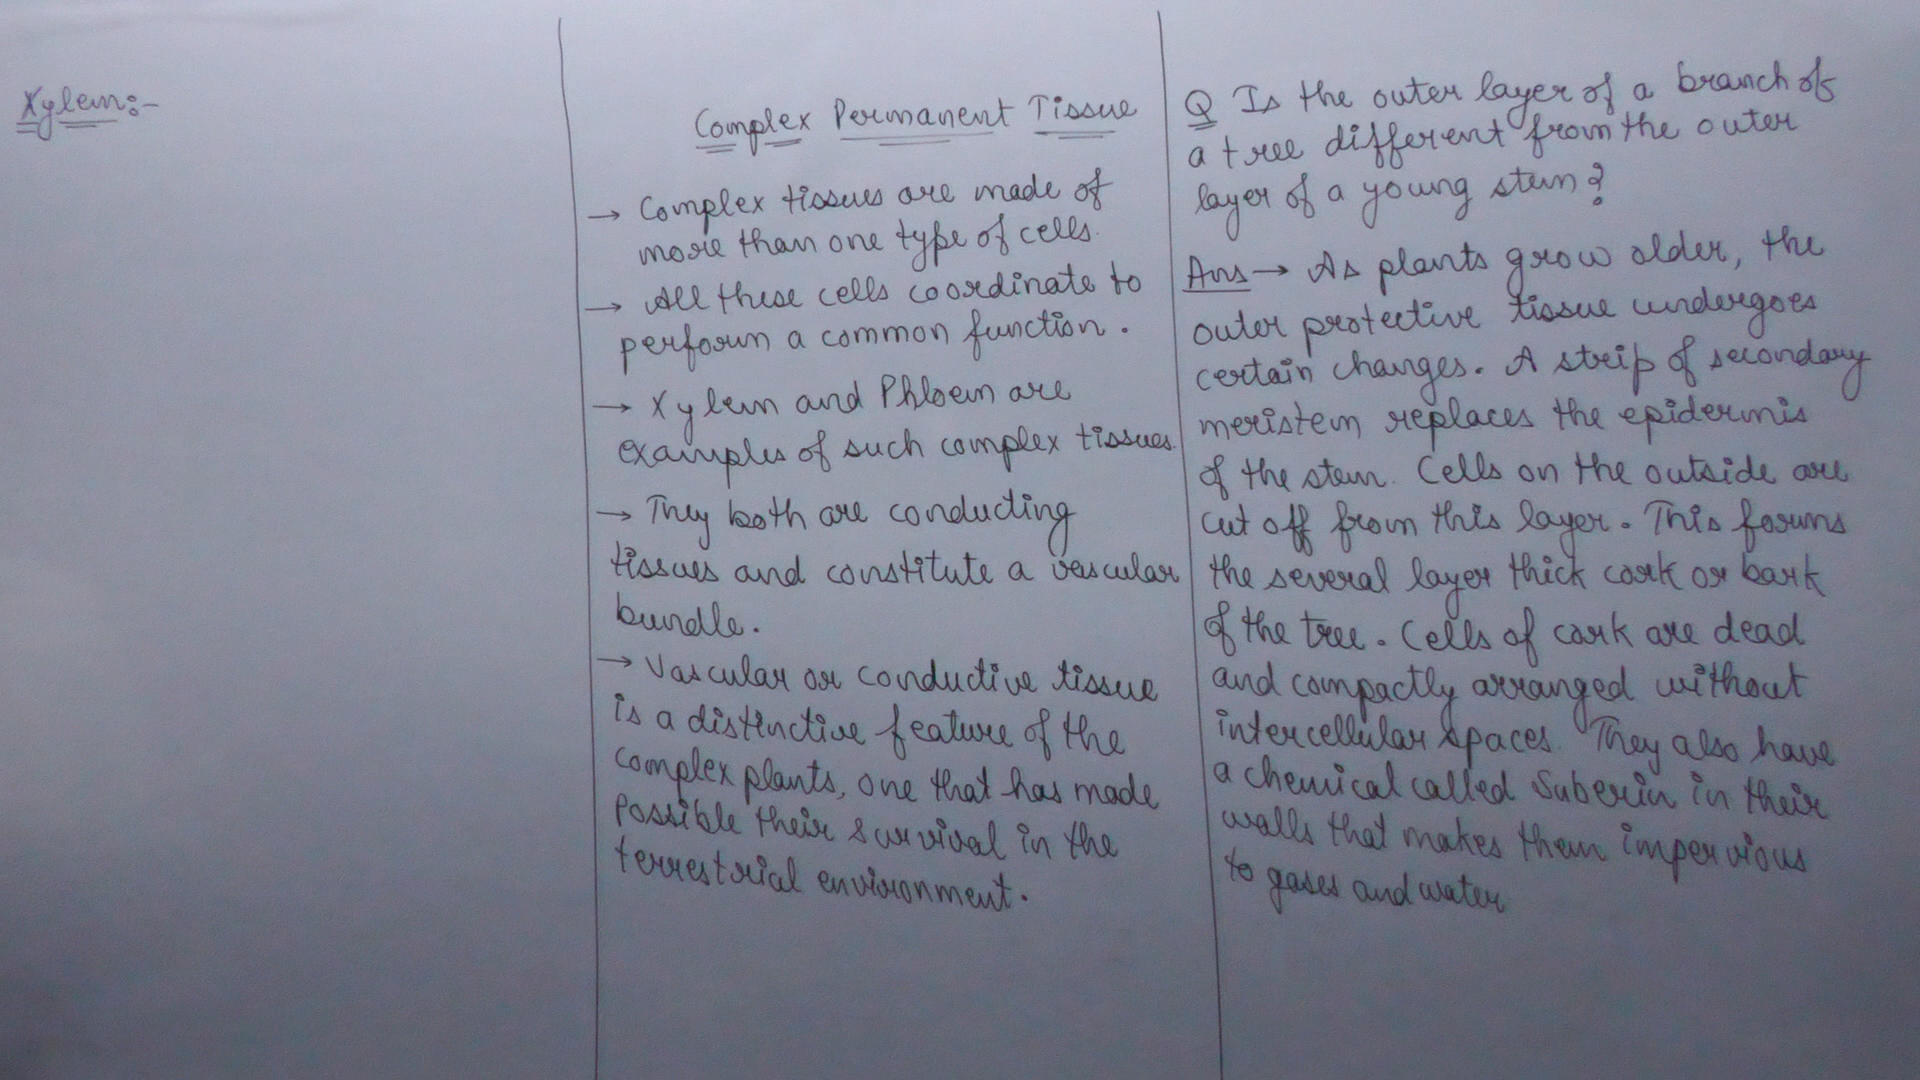 Xylem:-
Complex Permanent Tissue
→ Complex tissues are made of
more than one type of cells.
→ All these cells coordinate to
perform a common function.
→ Xylem and Phloem are
examples of such complex tissues.
→ They both are conducting
tissues and constitute a vascular
bundle.
→ Vascular or conductive tissue
is a distinctive feature of the
complex plants, one that has made
possible their survival in the
terrestrial environment.
Q Is the outer layer of a branch of
a tree different from the outer
layer of a young stem?
Ans → As plants grow older, the
outer protective tissue undergoes
certain changes. A strip of secondary
meristem replaces the epidermis
of the stem. Cells on the outside are
cut off from this layer. This forms
the several layer thick cork or bark
of the tree. Cells of cork are dead
and compactly arranged without
intercellular spaces. They also have
a chemical called Suberin in their
walls that makes them impervious
to gases and water